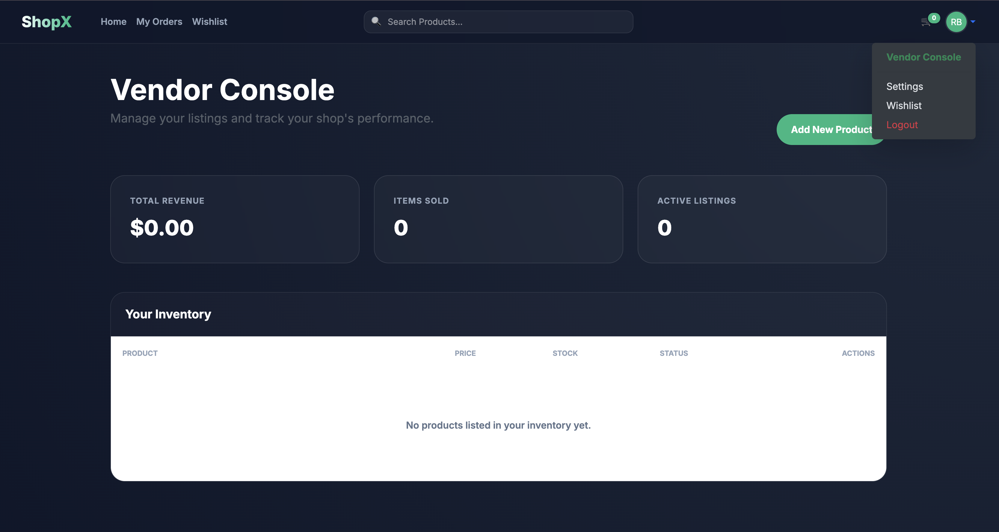 ShopX
Home My Orders Wishlist
Search Products...
0
RB
Vendor Console
Settings
Wishlist
Logout
Vendor Console
Manage your listings and track your shop's performance.
Add New Product
TOTAL REVENUE
$0.00
ITEMS SOLD
0
ACTIVE LISTINGS
0
Your Inventory
PRODUCT PRICE STOCK STATUS ACTIONS
No products listed in your inventory yet.